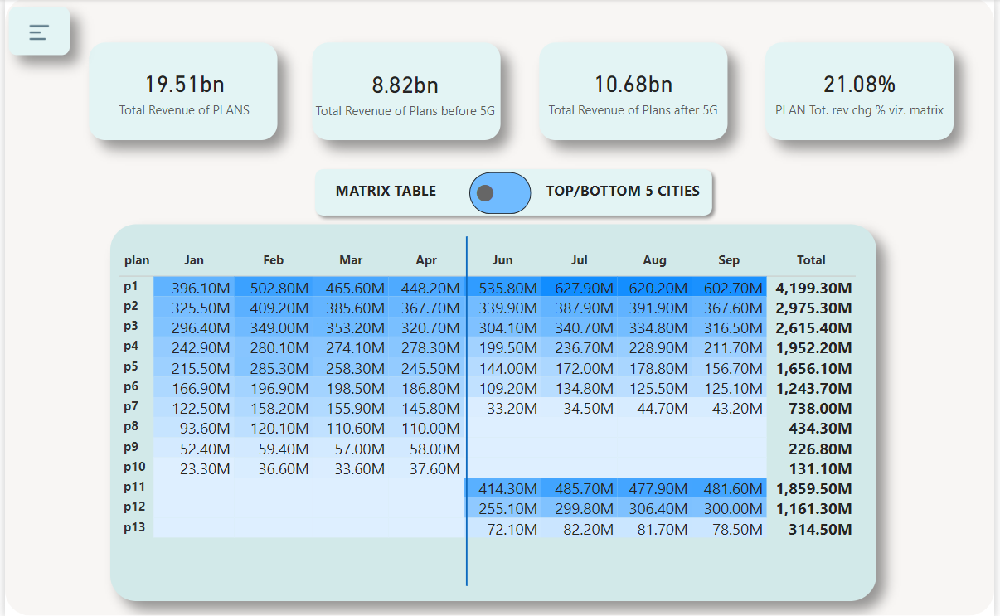 19.51bn 8.82bn 10.68bn 21.08%
Total Revenue of PLANS Total Revenue of Plans before 5G Total Revenue of Plans after 5G PLAN Tot. rev chg % viz. matrix
MATRIX TABLE TOP/BOTTOM 5 CITIES
plan Jan Feb Mar Apr Jun Jul Aug Sep Total
p1 396.10M 502.80M 465.60M 448.20M 535.80M 627.90M 620.20M 602.70M 4,199.30M
p2 325.50M 409.20M 385.60M 367.70M 339.90M 387.90M 391.90M 367.60M 2,975.30M
p3 296.40M 349.00M 353.20M 320.70M 304.10M 340.70M 334.80M 316.50M 2,615.40M
p4 242.90M 280.10M 274.10M 278.30M 199.50M 236.70M 228.90M 211.70M 1,952.20M
p5 215.50M 285.30M 258.30M 245.50M 144.00M 172.00M 178.80M 156.70M 1,656.10M
p6 166.90M 196.90M 198.50M 186.80M 109.20M 134.80M 125.50M 125.10M 1,243.70M
p7 122.50M 158.20M 155.90M 145.80M 33.20M 34.50M 44.70M 43.20M 738.00M
p8 93.60M 120.10M 110.60M 110.00M 434.30M
p9 52.40M 59.40M 57.00M 58.00M 226.80M
p10 23.30M 36.60M 33.60M 37.60M 131.10M
p11 414.30M 485.70M 477.90M 481.60M 1,859.50M
p12 255.10M 299.80M 306.40M 300.00M 1,161.30M
p13 72.10M 82.20M 81.70M 78.50M 314.50M